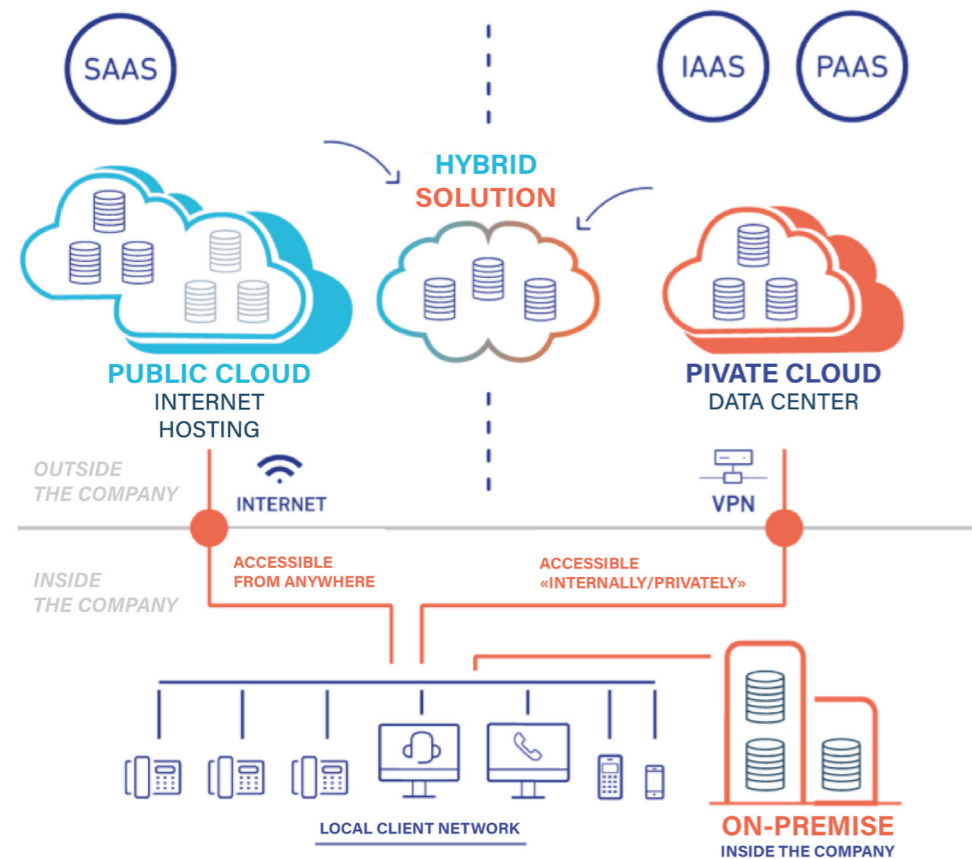 SAAS
IAAS
PAAS
HYBRID
SOLUTION
PUBLIC CLOUD
INTERNET
HOSTING
PIVATE CLOUD
DATA CENTER
OUTSIDE
THE COMPANY
INTERNET
VPN
INSIDE
THE COMPANY
ACCESSIBLE
FROM ANYWHERE
ACCESSIBLE
«INTERNALLY/PRIVATELY»
LOCAL CLIENT NETWORK
ON-PREMISE
INSIDE THE COMPANY